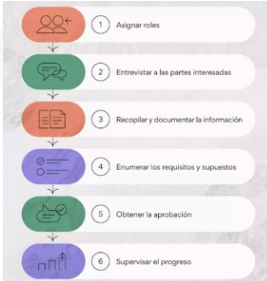 1 Asignar roles
2 Entrevistar a las partes interesadas
3 Recopilar y documentar la información
4 Enumerar los requisitos y supuestos
5 Obtener la aprobación
6 Supervisar el progreso